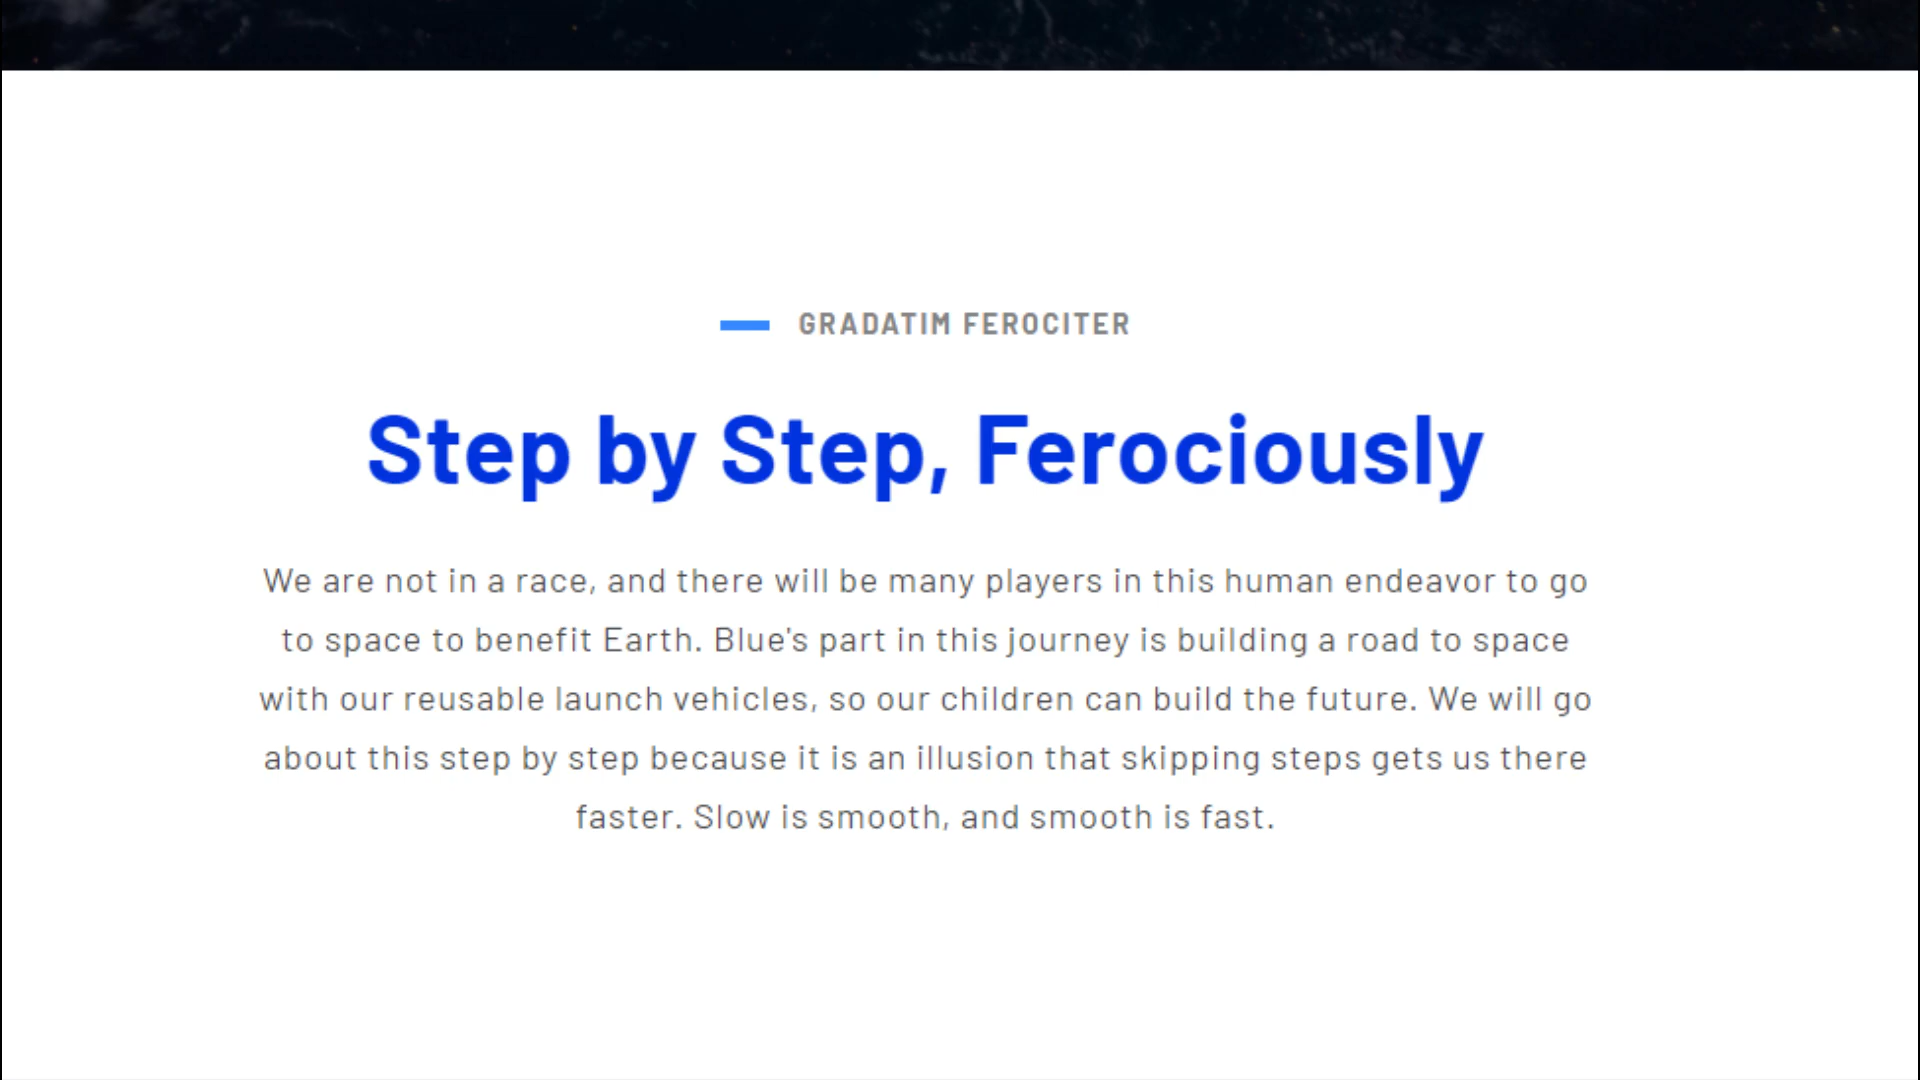 GRADATIM FEROCITER
Step by Step, Ferociously
We are not in a race, and there will be many players in this human endeavor to go
to space to benefit Earth. Blue's part in this journey is building a road to space
with our reusable launch vehicles, so our children can build the future. We will go
about this step by step because it is an illusion that skipping steps gets us there
faster. Slow is smooth, and smooth is fast.